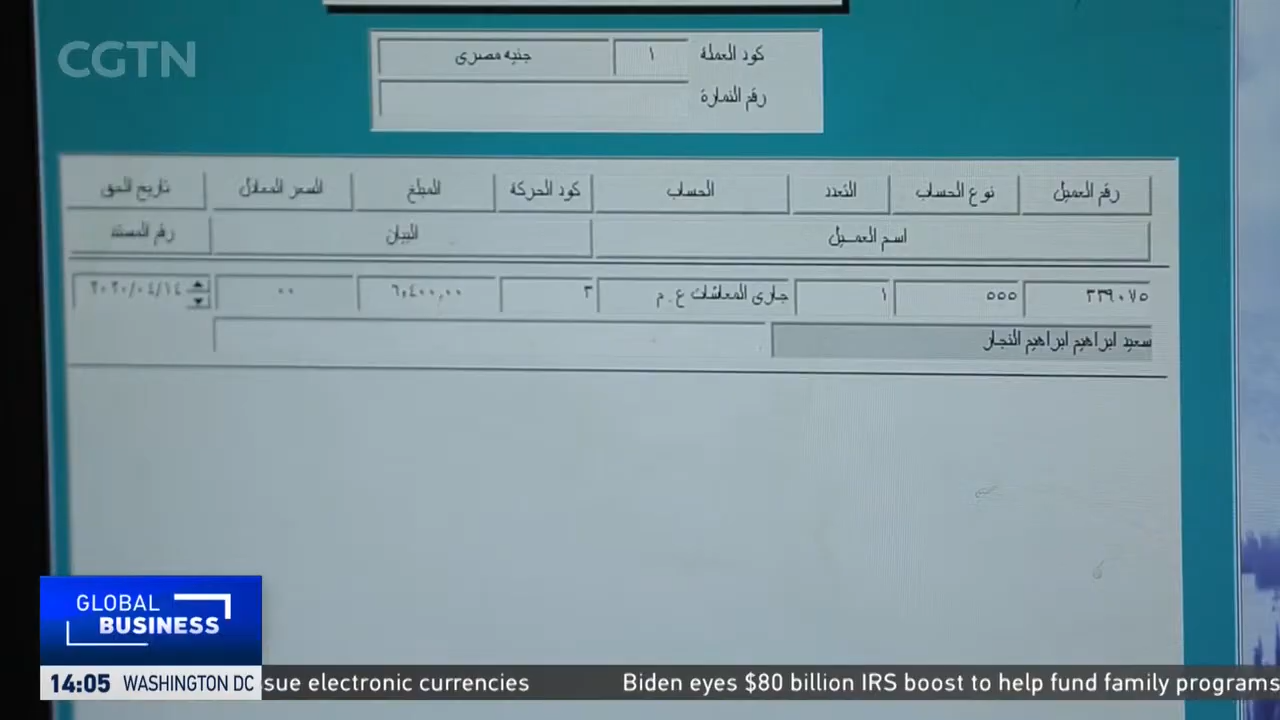 CGTN
كود العملة ١ جنيه مصرى
رقم النمارة
رقم العميل نوع الحساب التعدد الحساب كود الحركة المبلغ السعر المعادل تاريخ الحق
اسم العميل البيان رقم المستند
٣٣٩٠٧٥ ٥٥٥ ١ جارى المعاشات ع . م ٣ ٦,٤٠٠,٠٠ ٠٠ ٢٠٢٠/٠٤/١٤
سعيد ابراهيم ابراهيم النجار
GLOBAL
BUSINESS
14:05 WASHINGTON DC sue electronic currencies Biden eyes $80 billion IRS boost to help fund family programs